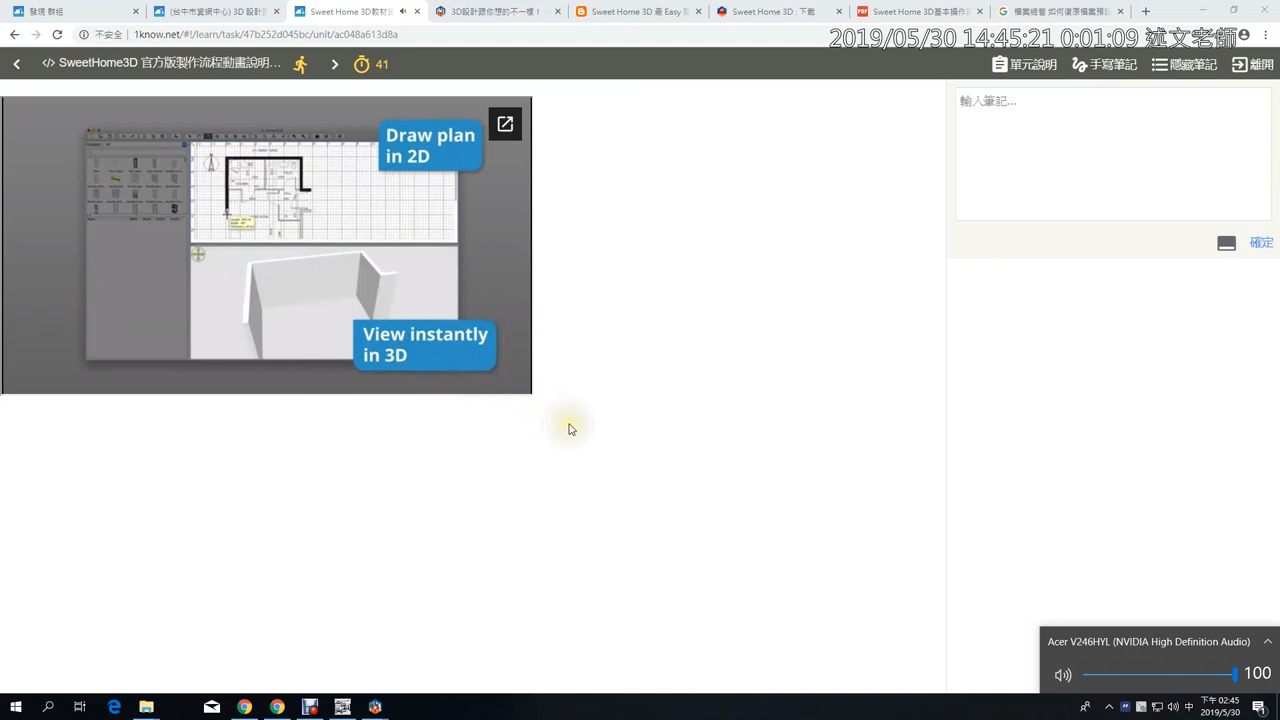 發現 群組
(台中市資網中心) 3D 設計
Sweet Home 3D教材
3D設計跟你想的不一樣！
Sweet Home 3D 最 Easy
Sweet Home 3D : 下載
Sweet Home 3D基本操作
檔案總管 如何復原檔案預
不安全 | 1know.net/#!/learn/task/47b252d045bc/unit/ac048a613d8a
2019/05/30 14:45:21 0:01:09 述文老師
</> SweetHome3D 官方版製作流程動畫說明...
41
單元說明
手寫筆記
隱藏筆記
離開
Draw plan
in 2D
View instantly
in 3D
輸入筆記...
確定
Acer V246HYL (NVIDIA High Definition Audio)
100
中
下午 02:45
2019/5/30